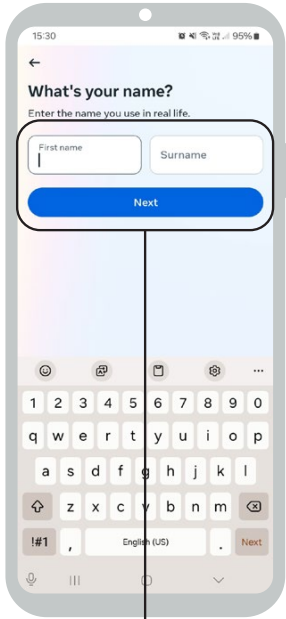 15:30 95%
What's your name?
Enter the name you use in real life.
First name
Surname
Next
1 2 3 4 5 6 7 8 9 0
q w e r t y u i o p
a s d f g h j k l
z x c v b n m
!#1 , English (US) . Next